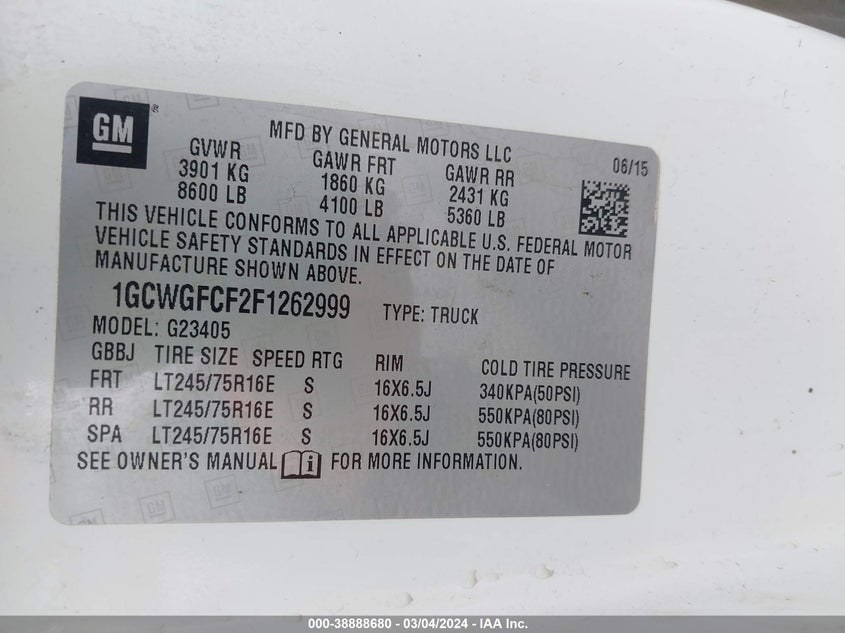 GM
®
MFD BY GENERAL MOTORS LLC
06/15
GVWR GAWR FRT GAWR RR
3901 KG 1860 KG 2431 KG
8600 LB 4100 LB 5360 LB
THIS VEHICLE CONFORMS TO ALL APPLICABLE U.S. FEDERAL MOTOR
VEHICLE SAFETY STANDARDS IN EFFECT ON THE DATE OF
MANUFACTURE SHOWN ABOVE.
1GCWGFCF2F1262999 TYPE: TRUCK
MODEL: G23405
GBBJ TIRE SIZE SPEED RTG RIM COLD TIRE PRESSURE
FRT LT245/75R16E S 16X6.5J 340KPA(50PSI)
RR LT245/75R16E S 16X6.5J 550KPA(80PSI)
SPA LT245/75R16E S 16X6.5J 550KPA(80PSI)
SEE OWNER'S MANUAL i FOR MORE INFORMATION.
000-38888680 - 03/04/2024 - IAA Inc.